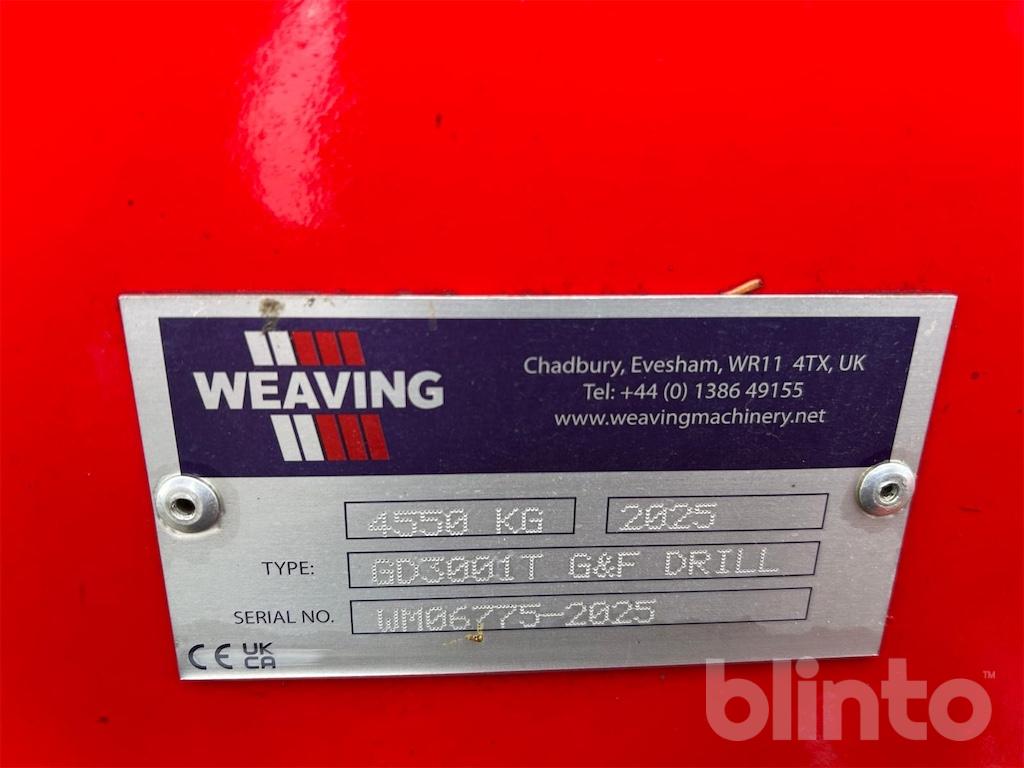 WEAVING
Chadbury, Evesham, WR11 4TX, UK
Tel: +44 (0) 1386 49155
www.weavingmachinery.net
4550 KG 2025
TYPE: GD3001T G&F DRILL
SERIAL NO. WM06775-2025
CE UK
CA
blinto™